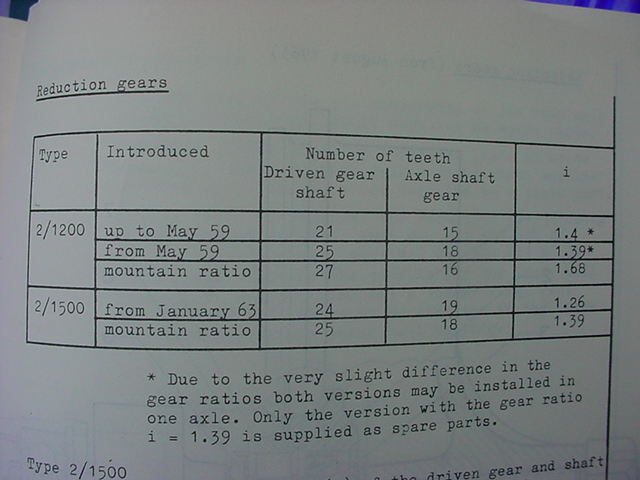 Reduction gears
Type Introduced Number of teeth i
Driven gear shaft Axle shaft gear
2/1200 up to May 59 21 15 1.4 *
from May 59 25 18 1.39*
mountain ratio 27 16 1.68
2/1500 from January 63 24 19 1.26
mountain ratio 25 18 1.39
* Due to the very slight difference in the
gear ratios both versions may be installed in
one axle. Only the version with the gear ratio
i = 1.39 is supplied as spare parts.
Type 2/1500
of the driven gear and shaft